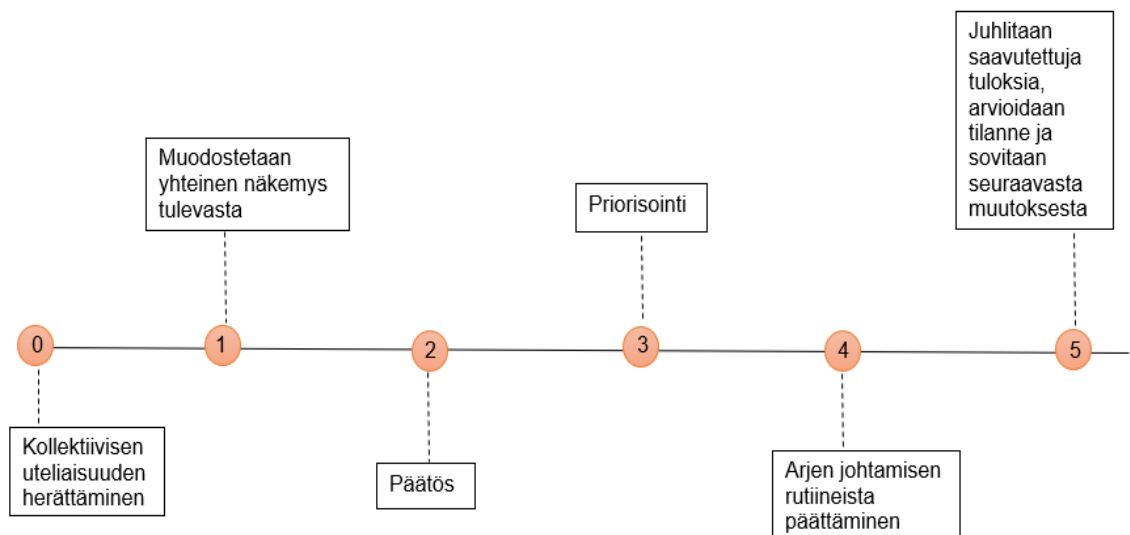 0
Kollektiivisen
uteliaisuuden
herättäminen
1
Muodostetaan
yhteinen näkemys
tulevasta
2
Päätös
3
Priorisointi
4
Arjen johtamisen
rutiineista
päättäminen
5
Juhlitaan
saavutettuja
tuloksia,
arvioidaan
tilanne ja
sovitaan
seuraavasta
muutoksesta